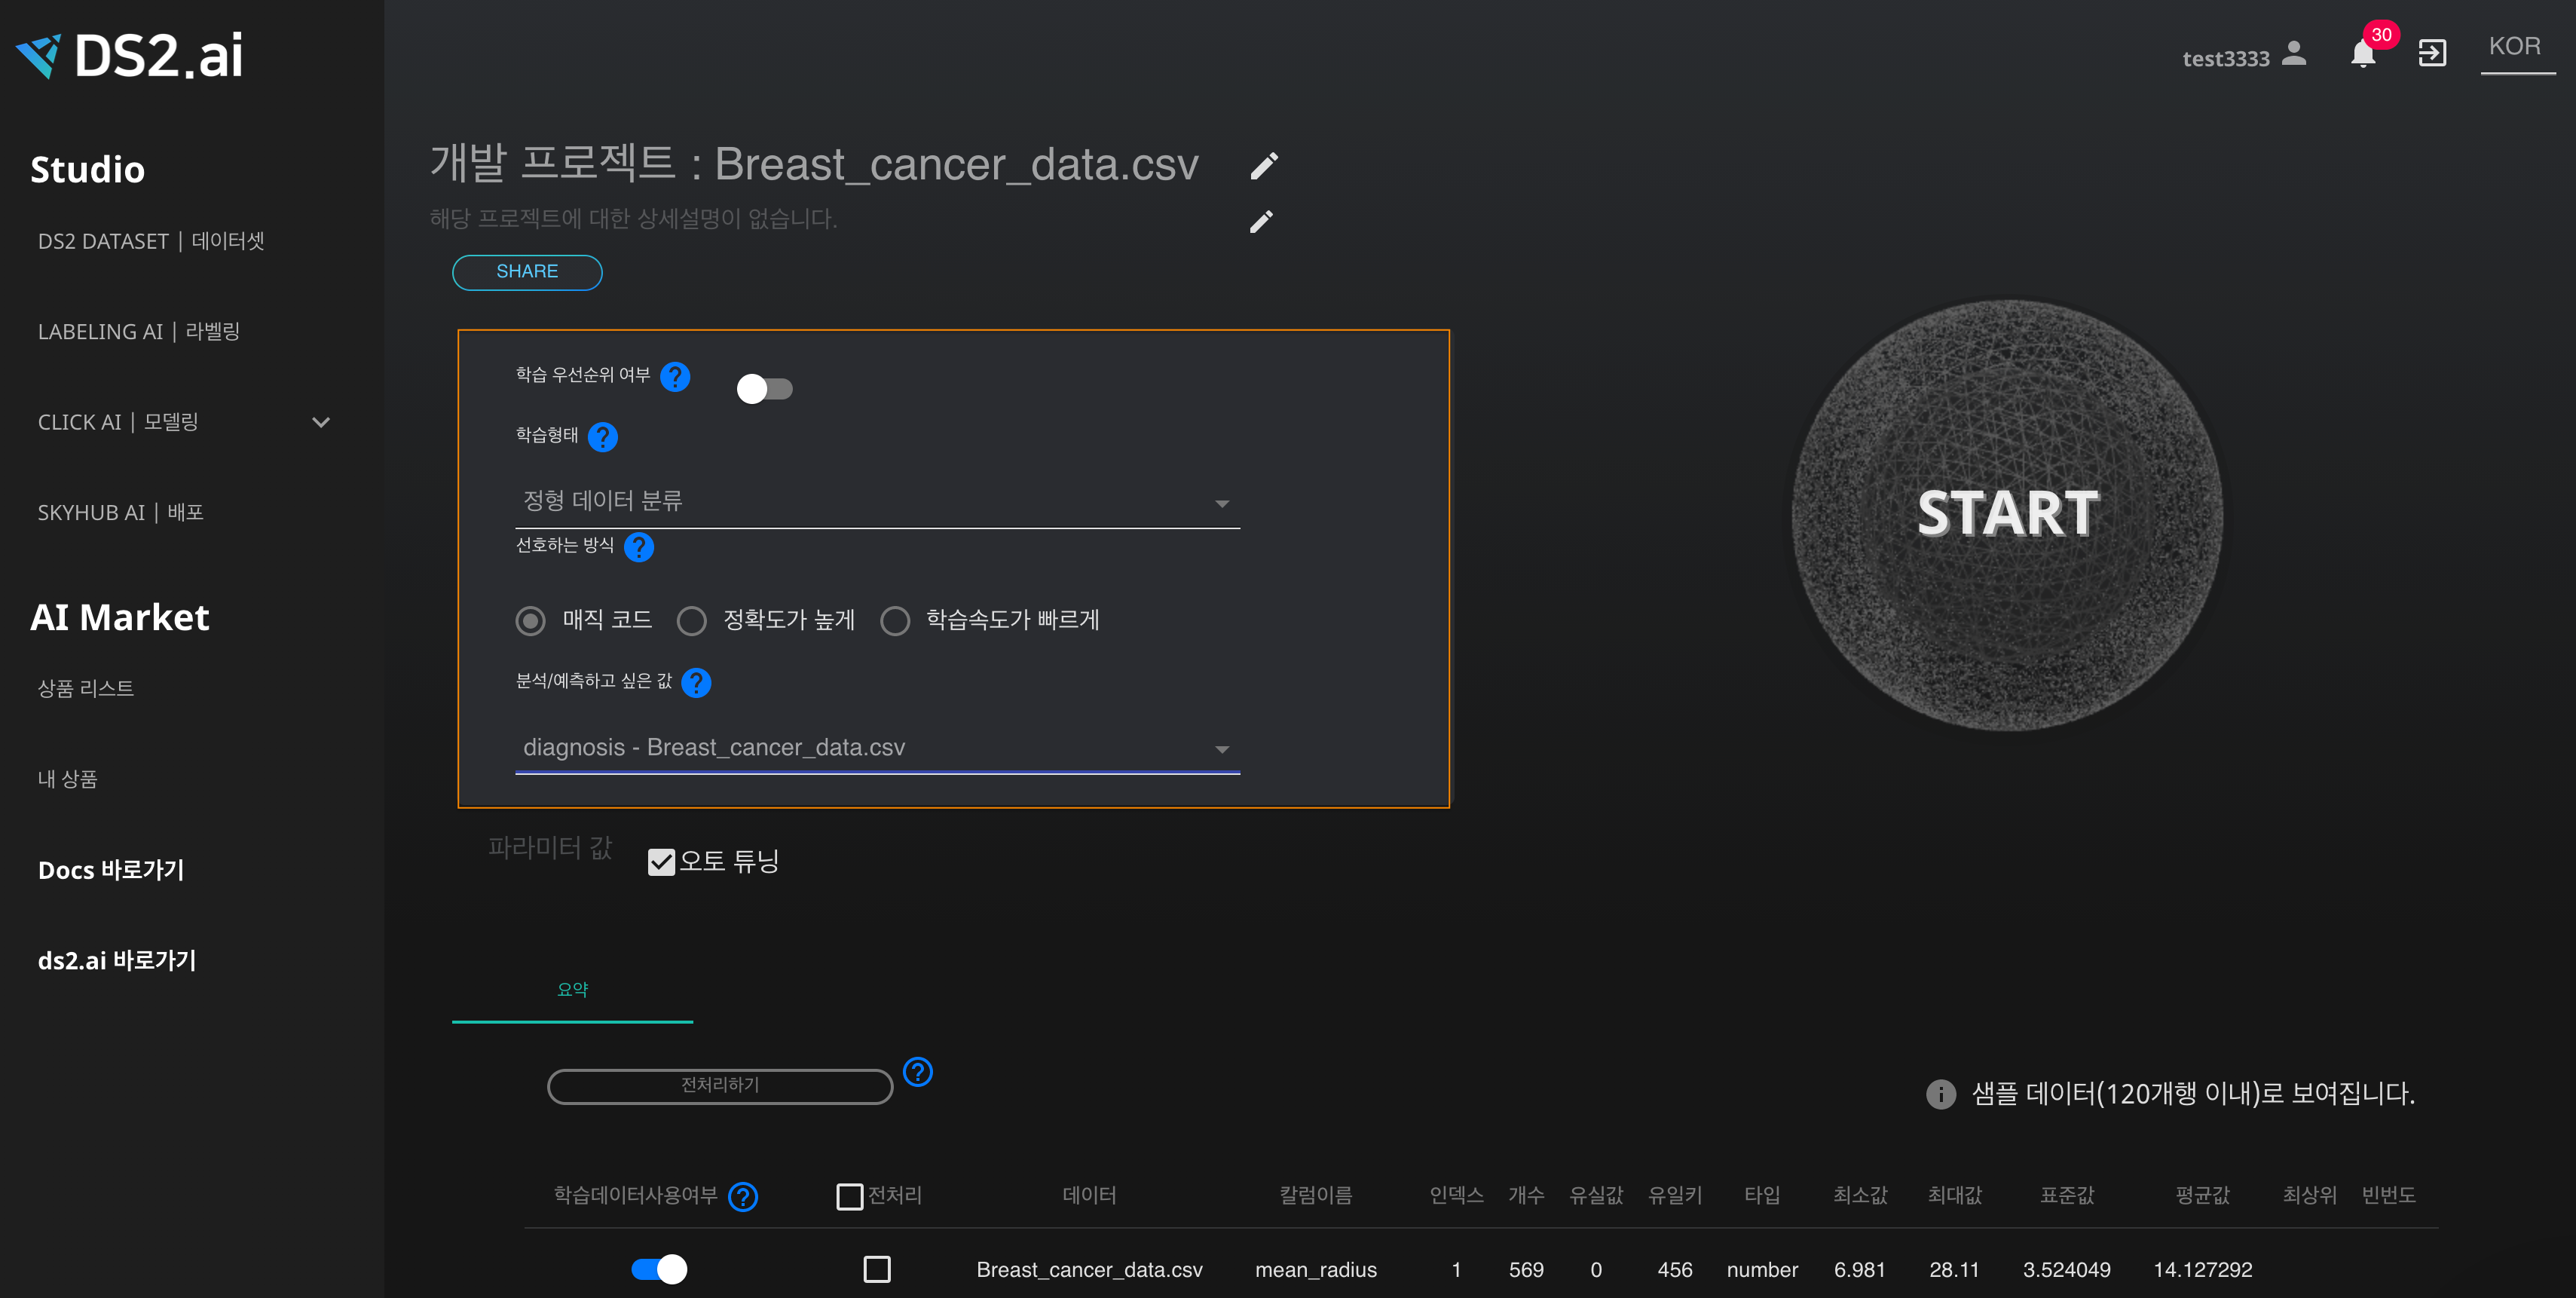 DS2.ai
test3333
30
KOR
Studio
DS2 DATASET | 데이터셋
LABELING AI | 라벨링
CLICK AI | 모델링
SKYHUB AI | 배포
AI Market
상품 리스트
내 상품
Docs 바로가기
ds2.ai 바로가기
개발 프로젝트 : Breast_cancer_data.csv
해당 프로젝트에 대한 상세설명이 없습니다.
SHARE
학습 우선순위 여부 ?
학습형태 ?
정형 데이터 분류
선호하는 방식 ?
매직 코드 정확도가 높게 학습속도가 빠르게
분석/예측하고 싶은 값 ?
diagnosis - Breast_cancer_data.csv
START
파라미터 값 오토 튜닝
요약
전처리하기 ?
i 샘플 데이터(120개행 이내)로 보여집니다.
학습데이터사용여부 ? 전처리 데이터 칼럼이름 인덱스 개수 유실값 유일키 타입 최소값 최대값 표준값 평균값 최상위 빈번도
Breast_cancer_data.csv mean_radius 1 569 0 456 number 6.981 28.11 3.524049 14.127292